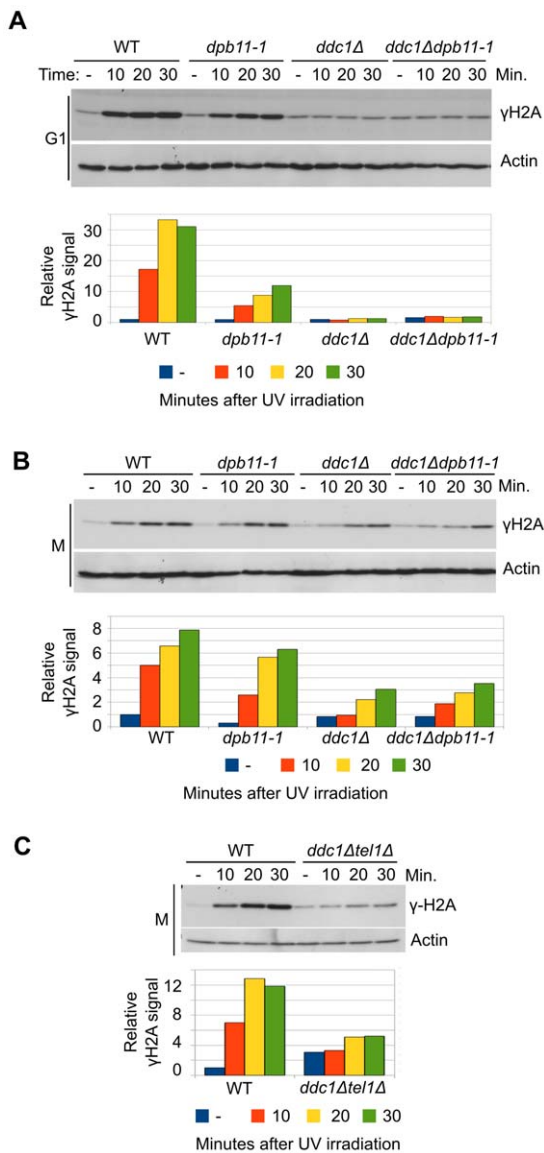 A
WT dpb11-1 ddc1Δ ddc1Δdpb11-1
Time: - 10 20 30 - 10 20 30 - 10 20 30 - 10 20 30 Min.
γH2A
G1
Actin
Relative
γH2A signal
30
20
10
0
WT dpb11-1 ddc1Δ ddc1Δdpb11-1
- 10 20 30
Minutes after UV irradiation
B
WT dpb11-1 ddc1Δ ddc1Δdpb11-1
- 10 20 30 - 10 20 30 - 10 20 30 - 10 20 30 Min.
γH2A
M
Actin
Relative
γH2A signal
8
6
4
2
0
WT dpb11-1 ddc1Δ ddc1Δdpb11-1
- 10 20 30
Minutes after UV irradiation
C
WT ddc1Δtel1Δ
- 10 20 30 - 10 20 30 Min.
γ-H2A
M
Actin
Relative
γH2A signal
12
8
4
0
WT ddc1Δtel1Δ
- 10 20 30
Minutes after UV irradiation